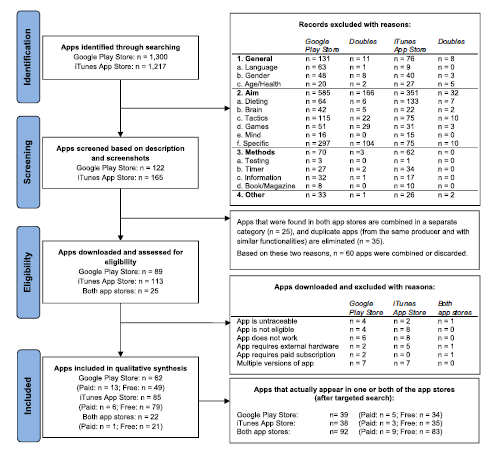 Identification
Apps identified through searching
Google Play Store: n = 1,300
iTunes App Store: n = 1,217
Records excluded with reasons:
Google Play Store Doubles iTunes App Store Doubles
1. General n = 131 n = 11 n = 76 n = 8
a. Language n = 63 n = 1 n = 9 n = 0
b. Gender n = 48 n = 8 n = 40 n = 3
c. Age/Health n = 20 n = 2 n = 27 n = 5
2. Aim n = 585 n = 166 n = 351 n = 32
a. Dieting n = 64 n = 6 n = 133 n = 7
b. Brain n = 42 n = 5 n = 22 n = 2
c. Tactics n = 115 n = 22 n = 75 n = 10
d. Games n = 51 n = 29 n = 31 n = 3
e. Mind n = 16 n = 0 n = 15 n = 0
f. Specific n = 297 n = 104 n = 75 n = 10
3. Methods n = 70 n =3 n = 62 n = 0
a. Testing n = 3 n = 0 n = 1 n = 0
b. Timer n = 27 n = 2 n = 34 n = 0
c. Information n = 32 n = 1 n = 17 n = 0
d. Book/Magazine n = 8 n = 0 n = 10 n = 0
4. Other n = 33 n = 1 n = 26 n = 2
Screening
Apps screened based on description
and screenshots
Google Play Store: n = 122
iTunes App Store: n = 165
Apps that were found in both app stores are combined in a separate
category (n = 25), and duplicate apps (from the same producer and with
similar functionalities) are eliminated (n = 35).
Based on these two reasons, n = 60 apps were combined or discarded.
Eligibility
Apps downloaded and assessed for
eligibility
Google Play Store: n = 89
iTunes App Store: n = 113
Both app stores: n = 25
Apps downloaded and excluded with reasons:
Google Play Store iTunes App Store Both app stores
App is untraceable n = 4 n = 2 n = 1
App is not eligible n = 4 n = 8 n = 0
App does not work n = 6 n = 8 n = 0
App requires external hardware n = 2 n = 5 n = 1
App requires paid subscription n = 2 n = 0 n = 1
Multiple versions of app n = 7 n = 7 n = 0
Included
Apps included in qualitative synthesis
Google Play Store: n = 62
(Paid: n = 13; Free: n = 49)
iTunes App Store: n = 85
(Paid: n = 6; Free: n = 79)
Both app stores: n = 22
(Paid: n = 1; Free: n = 21)
Apps that actually appear in one or both of the app stores
(after targeted search):
Google Play Store: n = 39 (Paid: n = 5; Free: n = 34)
iTunes App Store: n = 38 (Paid: n = 3; Free: n = 35)
Both app stores: n = 92 (Paid: n = 9; Free: n = 83)